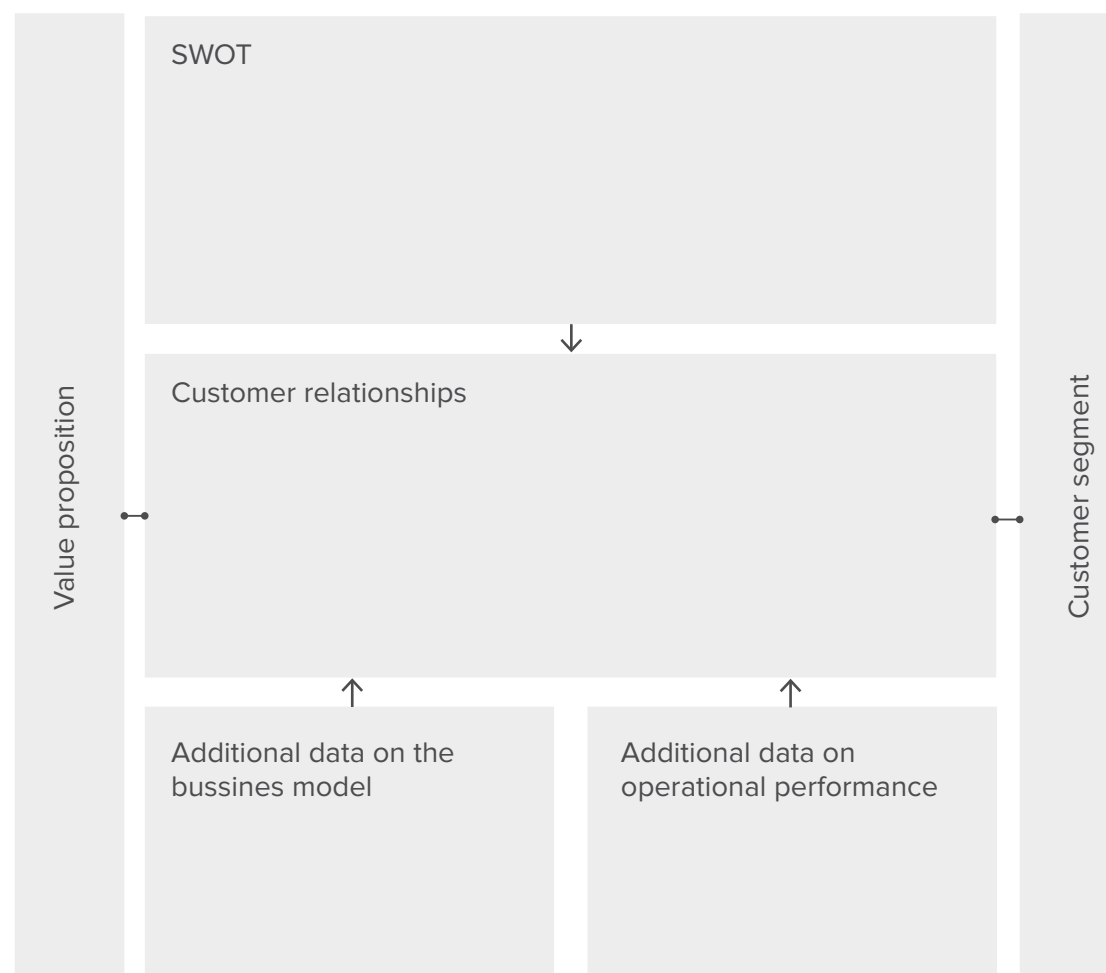 SWOT
Customer relationships
Value proposition
Customer segment
Additional data on the
bussines model
Additional data on
operational performance